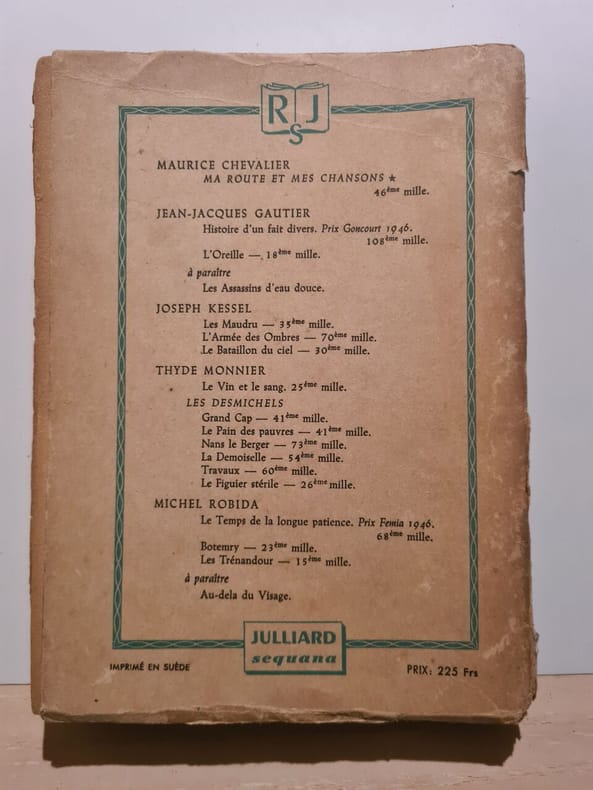 R J
S
MAURICE CHEVALIER
MA ROUTE ET MES CHANSONS ★
46ème mille.
JEAN-JACQUES GAUTIER
Histoire d'un fait divers. Prix Goncourt 1946.
108ème mille.
L'Oreille — 18ème mille.
à paraître
Les Assassins d'eau douce.
JOSEPH KESSEL
Les Maudru — 35ème mille.
L'Armée des Ombres — 70ème mille.
Le Bataillon du ciel — 30ème mille.
THYDE MONNIER
Le Vin et le sang. 25ème mille.
LES DESMICHELS
Grand Cap — 41ème mille.
Le Pain des pauvres — 41ème mille.
Nans le Berger — 73ème mille.
La Demoiselle — 54ème mille.
Travaux — 60ème mille.
Le Figuier stérile — 26ème mille.
MICHEL ROBIDA
Le Temps de la longue patience. Prix Femia 1946.
68ème mille.
Botemry — 23ème mille.
Les Trénandour — 15ème mille.
à paraître
Au-dela du Visage.
JULLIARD
sequana
IMPRIMÉ EN SUÈDE
PRIX: 225 Frs